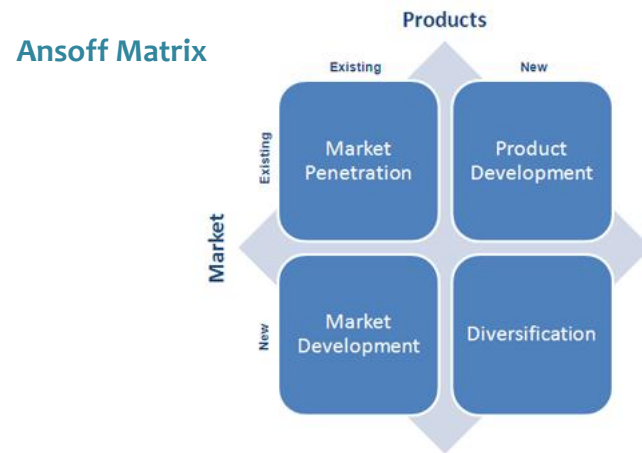 Ansoff Matrix
Products
Existing
New
Market
Existing
Market
Penetration
Product
Development
New
Market
Development
Diversification